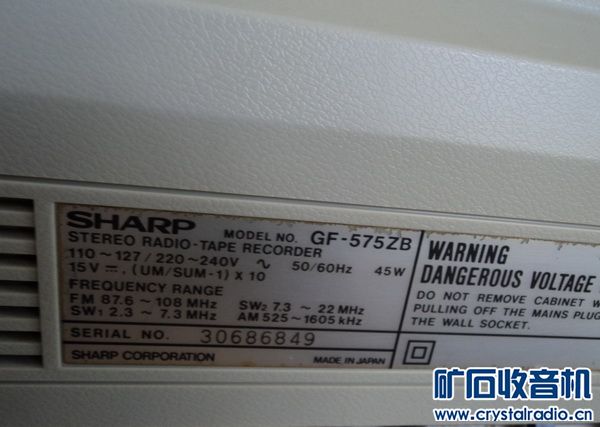 SHARP
MODEL NO. GF-575ZB
STEREO RADIO-TAPE RECORDER
110~127/220~240V ~ 50/60Hz 45W
15V ⎓ (UM/SUM-1) X 10
FREQUENCY RANGE
FM 87.6 ~ 108 MHz SW2 7.3 ~ 22 MHz
SW1 2.3 ~ 7.3 MHz AM 525~1605 kHz
SERIAL NO. 30686849
SHARP CORPORATION MADE IN JAPAN
WARNING
DANGEROUS VOLTAGE
DO NOT REMOVE CABINET
PULLING OFF THE MAINS PLUG
THE WALL SOCKET.
矿石收音机
www.crystalradio.cn